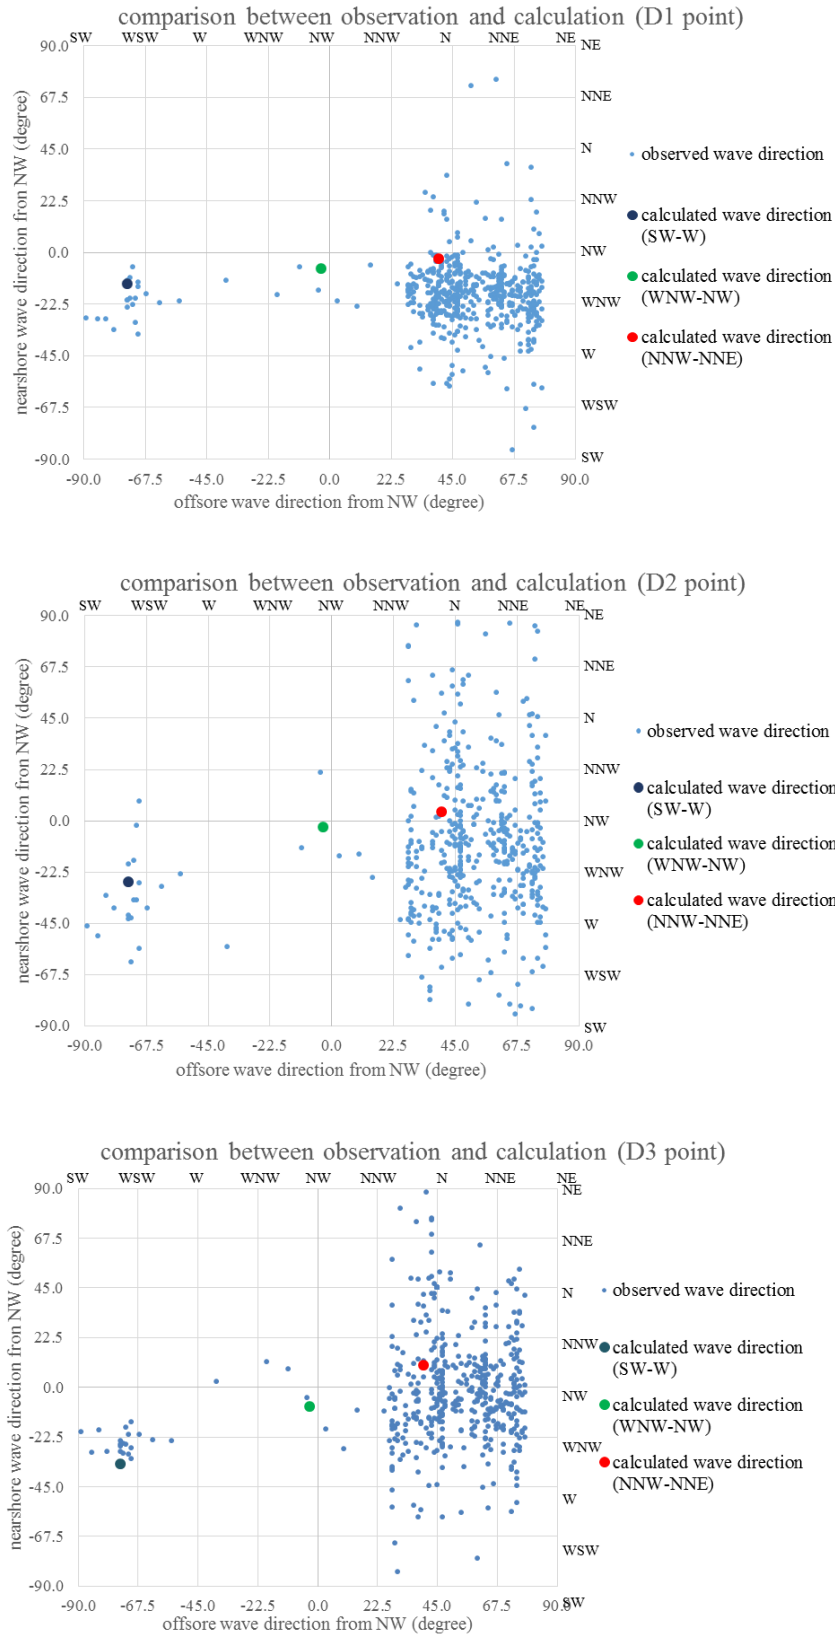 comparison between observation and calculation (D1 point)
SW WSW W WNW NW NNW N NNE NE
90.0 NE
67.5 NNE
45.0 N
22.5 NNW
0.0 NW
-22.5 WNW
-45.0 W
-67.5 WSW
-90.0 SW
nearshore wave direction fron NW (degree)
-90.0 -67.5 -45.0 -22.5 0.0 22.5 45.0 67.5 90.0
offsore wave direction from NW (degree)
observed wave direction
calculated wave direction
(SW-W)
calculated wave direction
(WNW-NW)
calculated wave direction
(NNW-NNE)
comparison between observation and calculation (D2 point)
SW WSW W WNW NW NNW N NNE NE
90.0 NE
67.5 NNE
45.0 N
22.5 NNW
0.0 NW
-22.5 WNW
-45.0 W
-67.5 WSW
-90.0 SW
nearshore wave direction fron NW (degree)
-90.0 -67.5 -45.0 -22.5 0.0 22.5 45.0 67.5 90.0
offsore wave direction from NW (degree)
observed wave direction
calculated wave direction
(SW-W)
calculated wave direction
(WNW-NW)
calculated wave direction
(NNW-NNE)
comparison between observation and calculation (D3 point)
SW WSW W WNW NW NNW N NNE NE
90.0 NE
67.5 NNE
45.0 N
22.5 NNW
0.0 NW
-22.5 WNW
-45.0 W
-67.5 WSW
-90.0 SW
nearshore wave direction fron NW (degree)
-90.0 -67.5 -45.0 -22.5 0.0 22.5 45.0 67.5 90.0
offsore wave direction from NW (degree)
observed wave direction
calculated wave direction
(SW-W)
calculated wave direction
(WNW-NW)
calculated wave direction
(NNW-NNE)